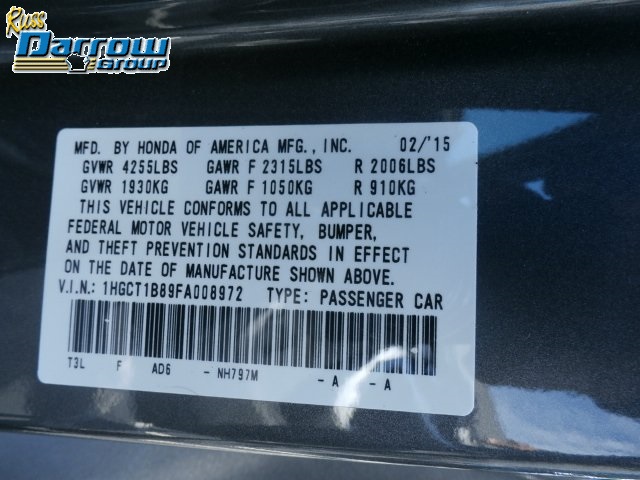 Russ
Darrow
GROUP
MFD. BY HONDA OF AMERICA MFG., INC. 02/'15
GVWR 4255LBS GAWR F 2315LBS R 2006LBS
GVWR 1930KG GAWR F 1050KG R 910KG
THIS VEHICLE CONFORMS TO ALL APPLICABLE
FEDERAL MOTOR VEHICLE SAFETY, BUMPER,
AND THEFT PREVENTION STANDARDS IN EFFECT
ON THE DATE OF MANUFACTURE SHOWN ABOVE.
V.I.N.: 1HGCT1B89FA008972 TYPE: PASSENGER CAR
T3L F AD6 - NH797M - A - A